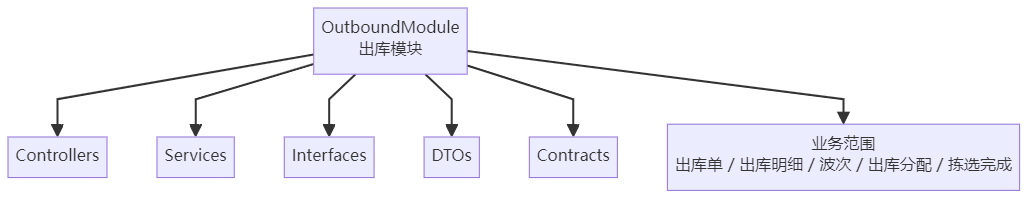 OutboundModule
出库模块
Controllers
Services
Interfaces
DTOs
Contracts
业务范围
出库单 / 出库明细 / 波次 / 出库分配 / 拣选完成